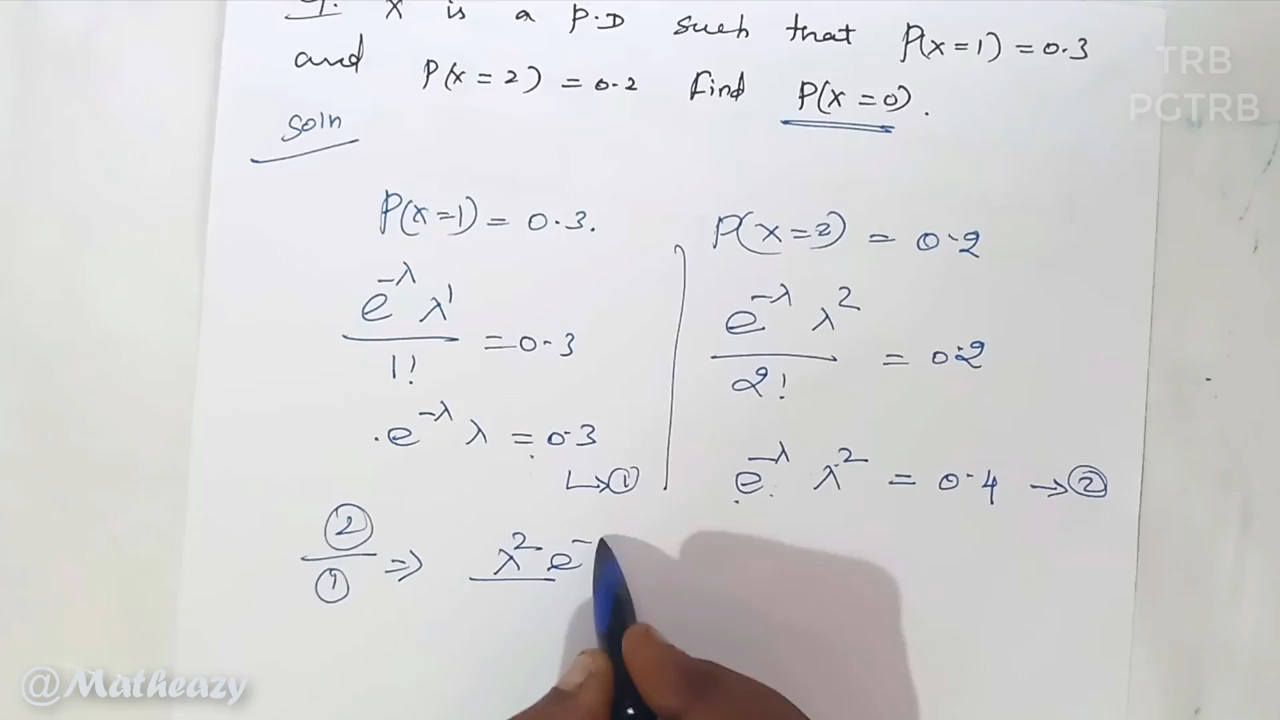 X is a P.D such that P(X=1) = 0.3
and P(X=2) = 0.2 find P(X=0).
TRB
PGTRB
Soln
P(X=1) = 0.3.
e^-λ λ^1 / 1! = 0.3
.e^-λ λ = 0.3
↳ ①
P(X=2) = 0.2
e^-λ λ^2 / 2! = 0.2
e^-λ λ^2 = 0.4 → ②
② / ① ⇒ λ^2 e^-
@Matheazy